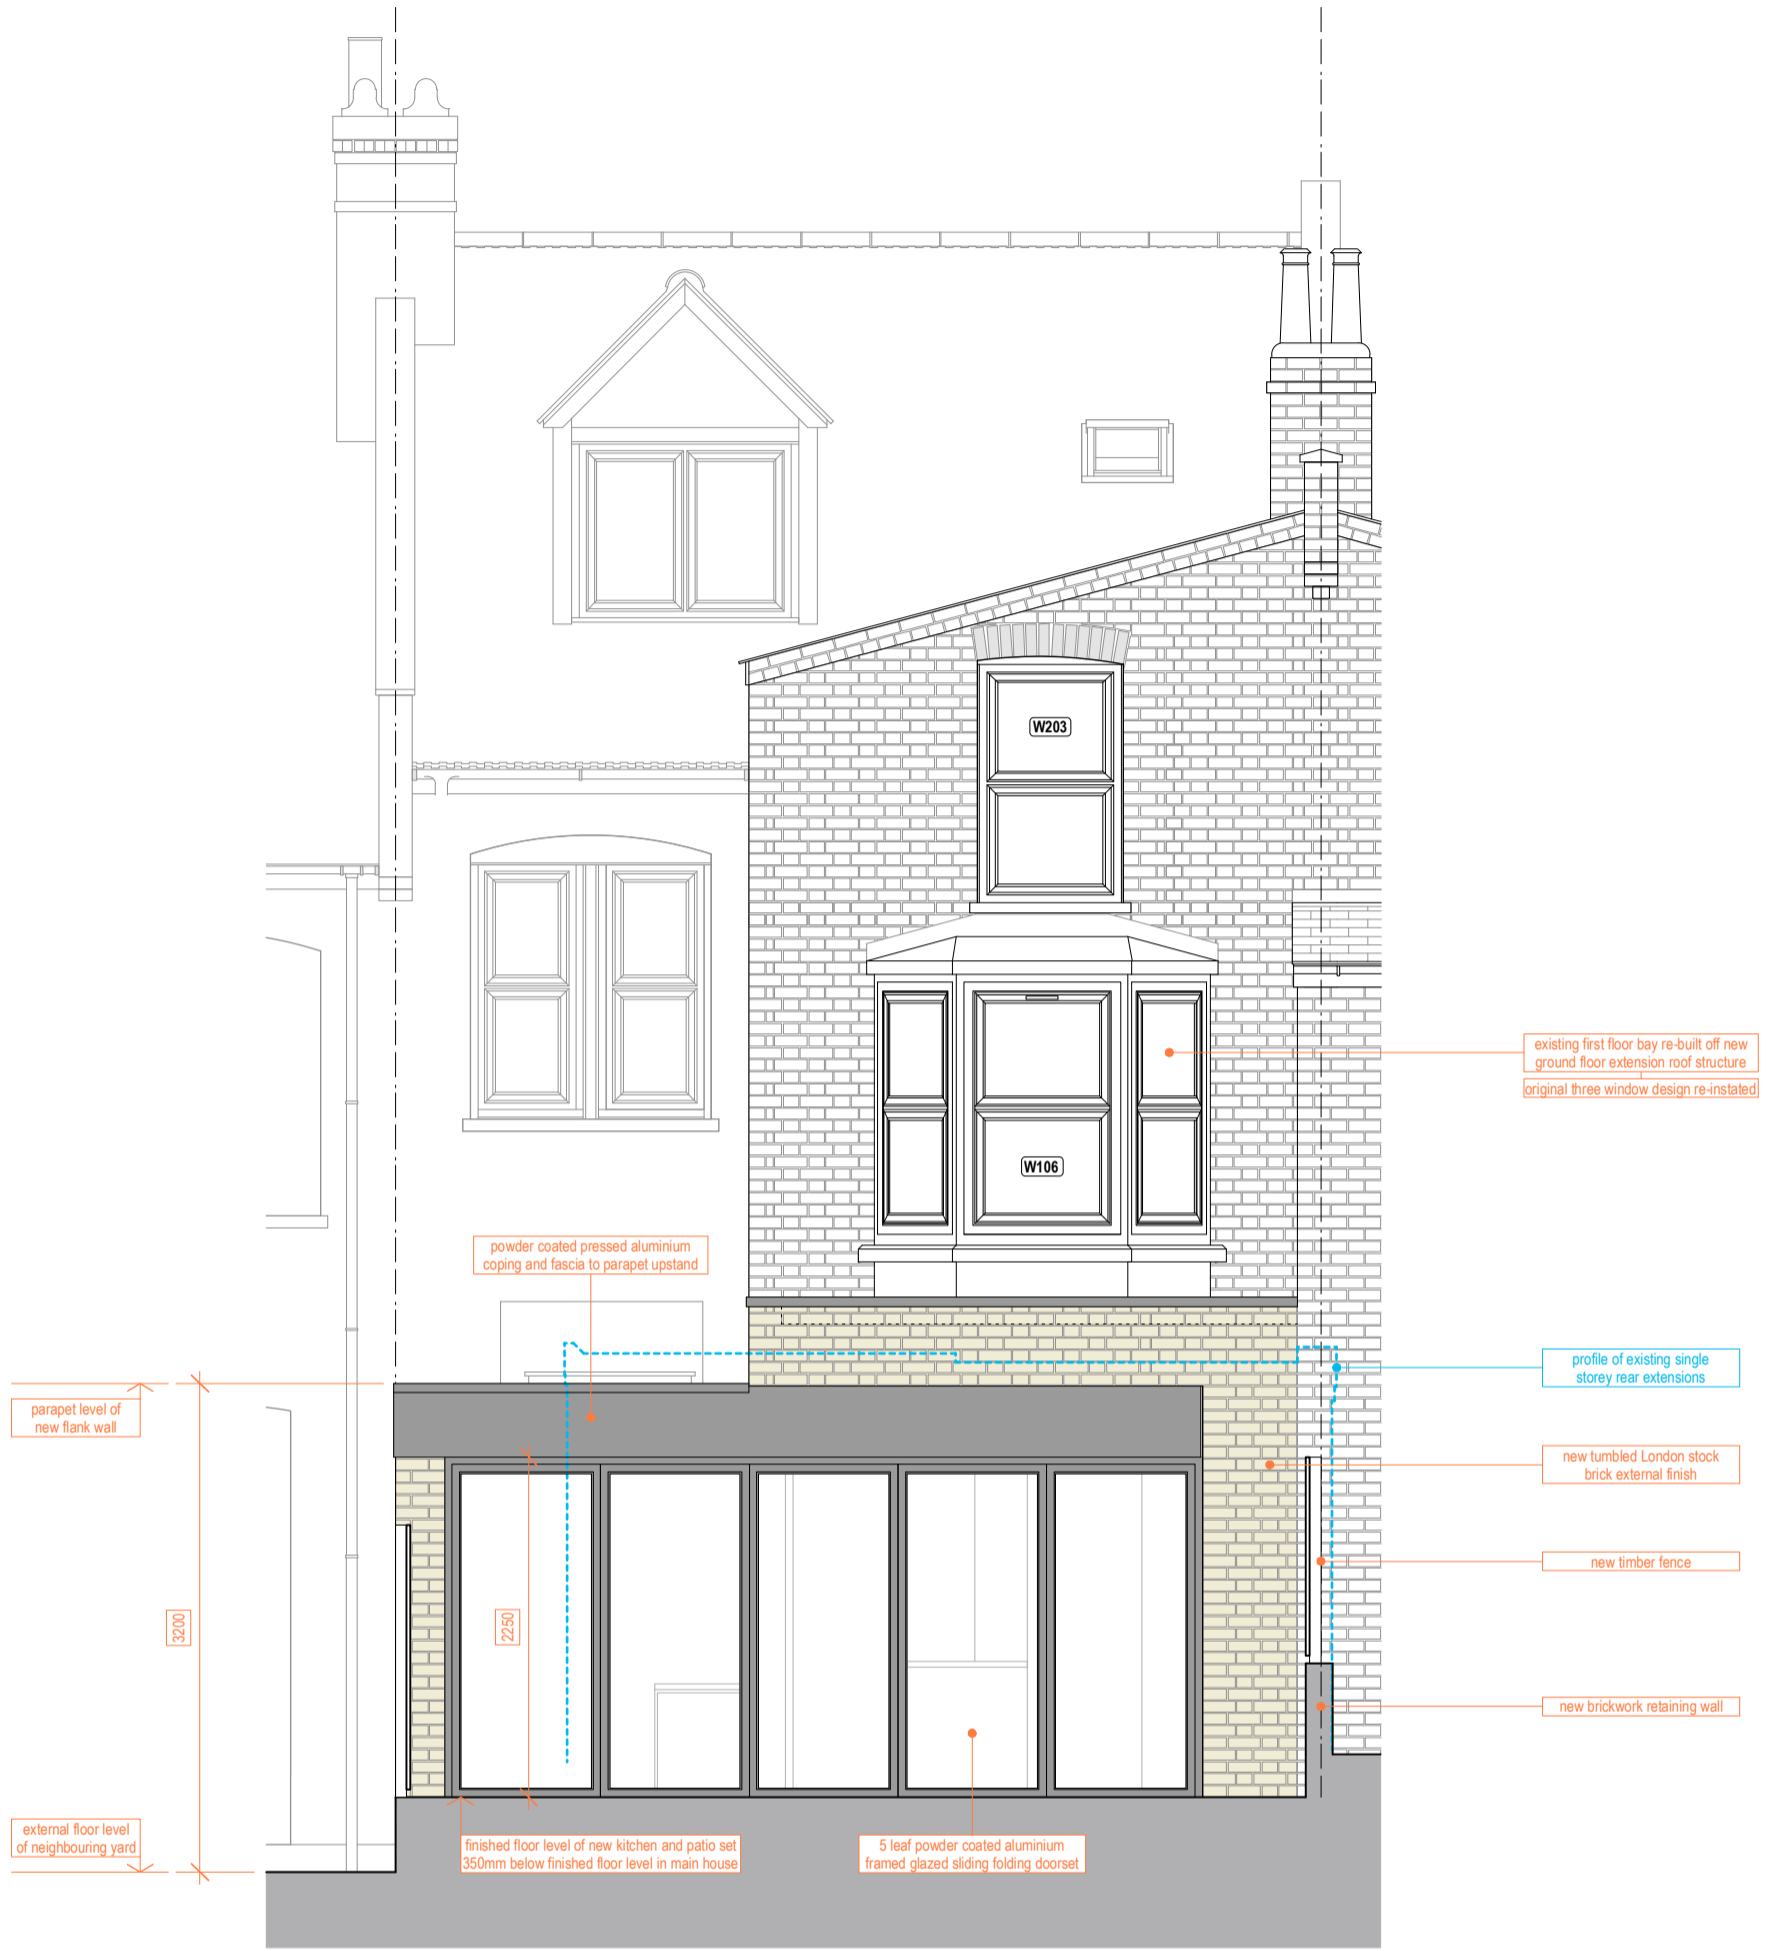 W203
existing first floor bay re-built off new
ground floor extension roof structure
original three window design re-instated
W106
powder coated pressed aluminium
coping and fascia to parapet upstand
profile of existing single
storey rear extensions
parapet level of
new flank wall
new tumbled London stock
brick external finish
new timber fence
3200
2250
new brickwork retaining wall
external floor level
of neighbouring yard
finished floor level of new kitchen and patio set
350mm below finished floor level in main house
5 leaf powder coated aluminium
framed glazed sliding folding doorset